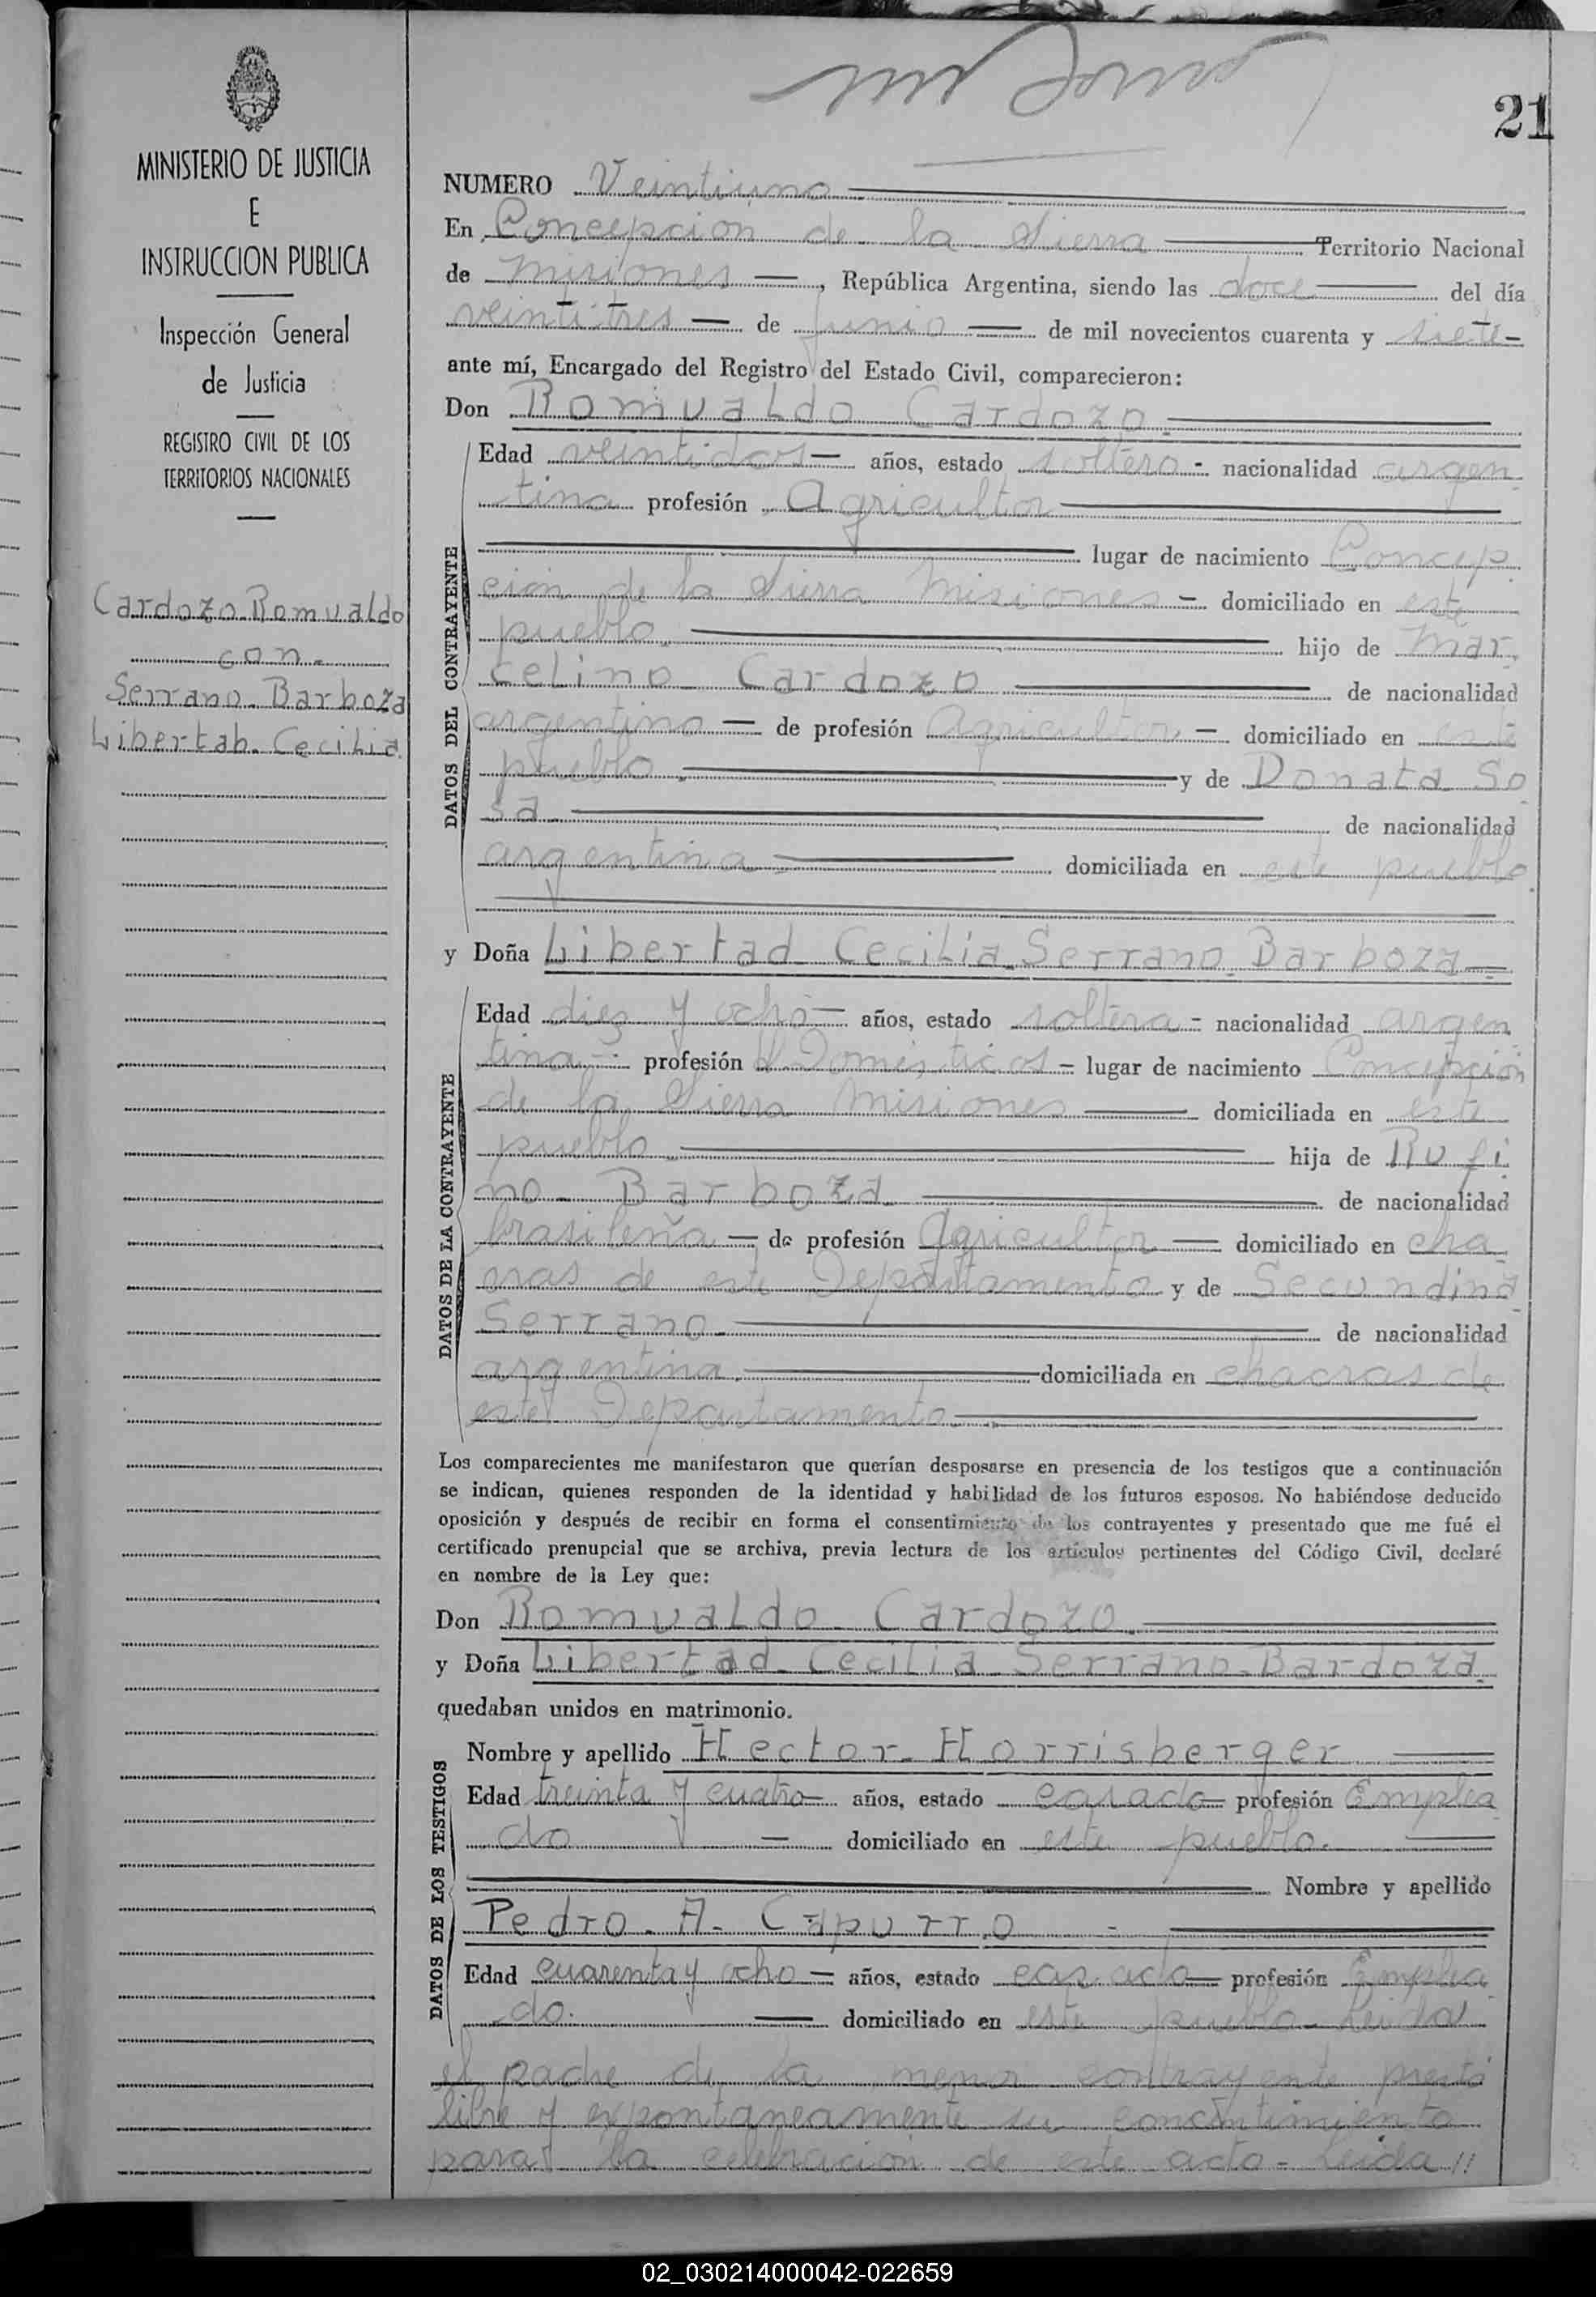 21
MINISTERIO DE JUSTICIA
E
INSTRUCCION PUBLICA
Inspección General
de Justicia
REGISTRO CIVIL DE LOS
TERRITORIOS NACIONALES
Cardozo Romualdo
con
Serrano Barboza
Libertab. Cecilia.
NUMERO Veintiuno
En Concepcion de la Sierra Territorio Nacional
de Misiones, República Argentina, siendo las doce del día
veintitres de Junio de mil novecientos cuarenta y siete
ante mí, Encargado del Registro del Estado Civil, comparecieron:
Don Romualdo Cardozo
DATOS DEL CONTRAYENTE
Edad veintidos años, estado soltero - nacionalidad argen
tina profesión Agricultor
lugar de nacimiento Concep
ción de la Sierra Misiones - domiciliado en este
pueblo hijo de Mar
celino Cardozo de nacionalidad
argentino de profesión Agricultor domiciliado en este
pueblo y de Donata So
sa de nacionalidad
argentina domiciliada en este pueblo
y Doña Libertad Cecilia Serrano Barboza
DATOS DE LA CONTRAYENTE
Edad diez y ocho años, estado soltera - nacionalidad argen
tina profesión Q. Domésticos - lugar de nacimiento Concepción
de la Sierra Misiones domiciliada en este
pueblo hija de Rufi
no Barboza de nacionalidad
brasileña de profesión Agricultor domiciliado en cha
cras de este Departamento y de Secundina
Serrano de nacionalidad
argentina domiciliada en chacras de
este Departamento
Los comparecientes me manifestaron que querían desposarse en presencia de los testigos que a continuación
se indican, quienes responden de la identidad y habilidad de los futuros esposos. No habiéndose deducido
oposición y después de recibir en forma el consentimiento de los contrayentes y presentado que me fué el
certificado prenupcial que se archiva, previa lectura de los artículos pertinentes del Código Civil, declaré
en nombre de la Ley que:
Don Romualdo Cardozo
y Doña Libertad Cecilia Serrano Bardoza
quedaban unidos en matrimonio.
DATOS DE LOS TESTIGOS
Nombre y apellido Hector Horrisberger
Edad treinta y cuatro años, estado casado profesión Emplea
do domiciliado en este pueblo.
Nombre y apellido
Pedro A. Capurro
Edad cuarenta y ocho años, estado casado profesión Emplea
do. domiciliado en este pueblo - Leida
el padre de la menor contrayente prestó
libre y expontaneamente su concentimiento
para la celebracion de este acto - Leida //
02_030214000042-022659